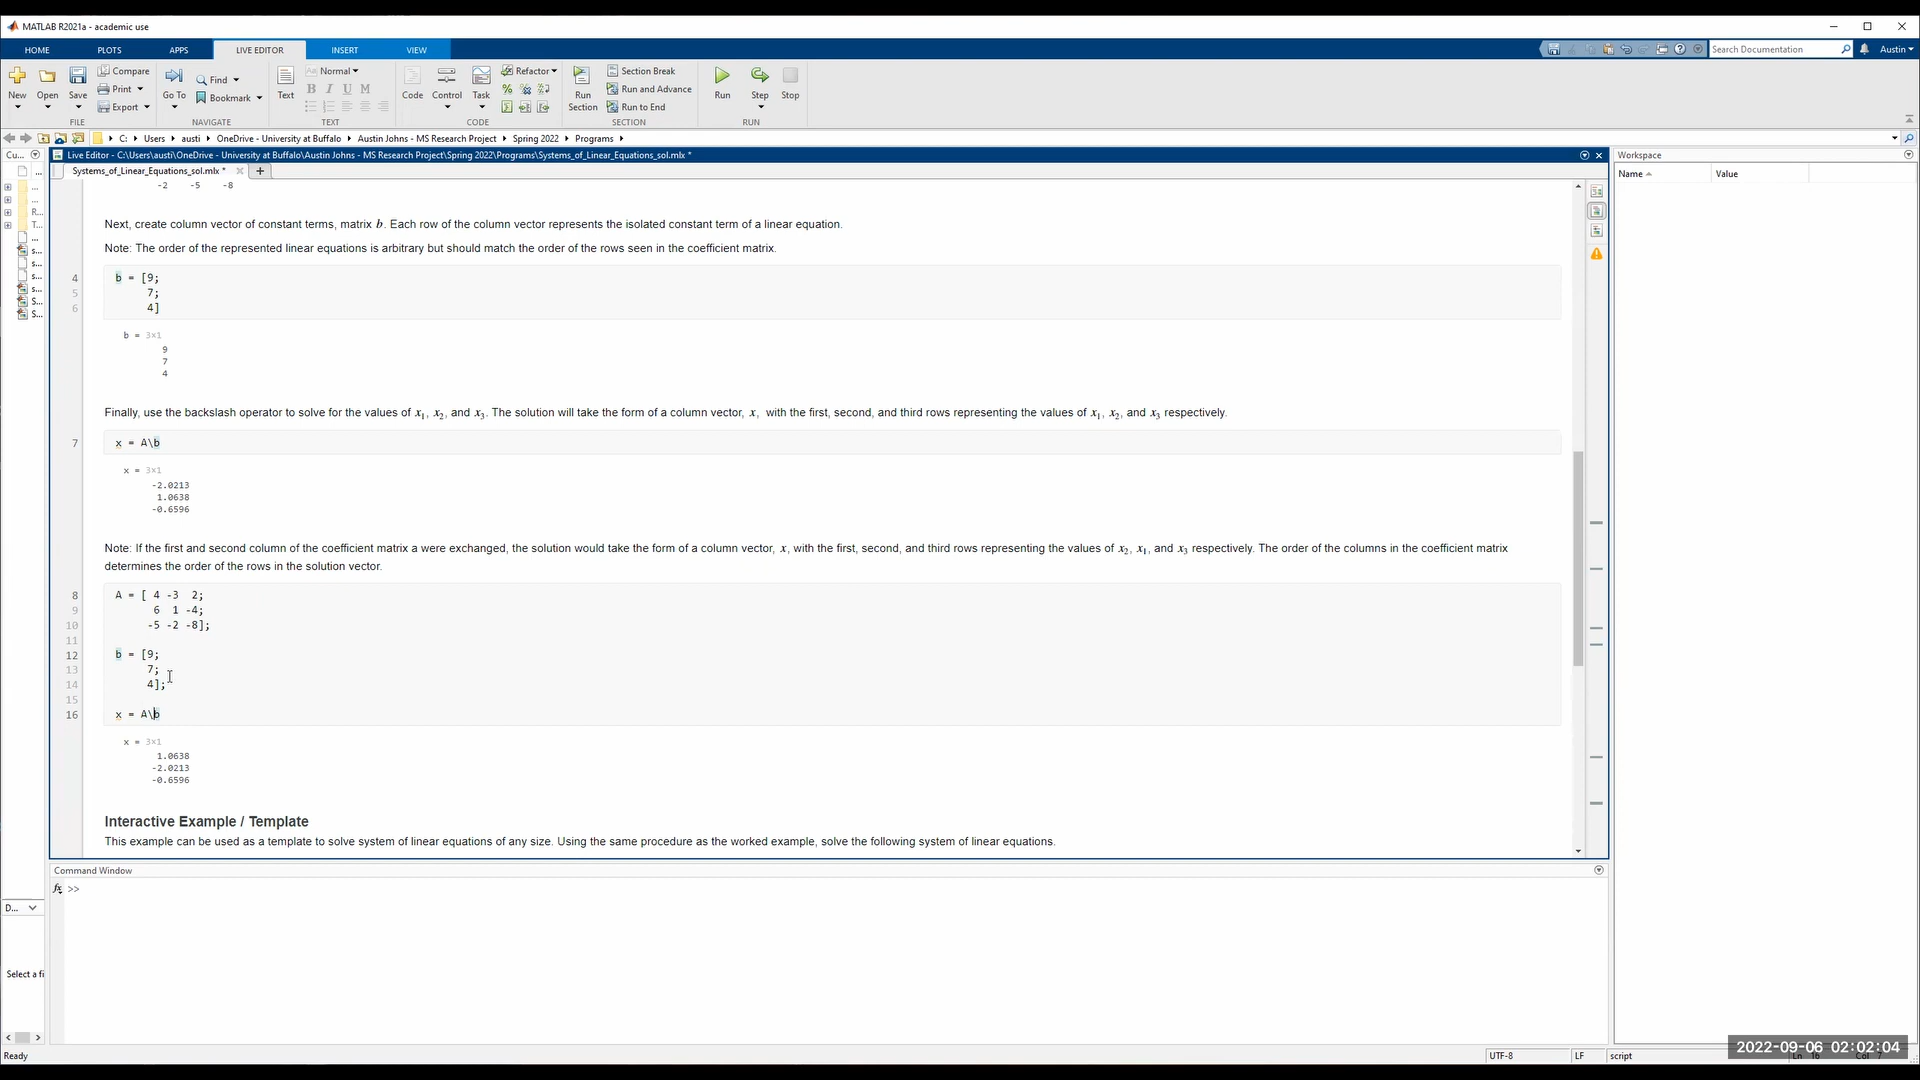 MATLAB R2021a - academic use
HOME PLOTS APPS LIVE EDITOR INSERT VIEW
Search Documentation Austin
New Open Save Compare Print Export
Go To Find Bookmark
Text Normal B I U M
Code Control Task Refactor
Run Section Section Break Run and Advance Run to End
Run Step Stop
FILE NAVIGATE TEXT CODE SECTION RUN
C: Users austi OneDrive - University at Buffalo Austin Johns - MS Research Project Spring 2022 Programs
Cu...
Live Editor - C:\Users\austi\OneDrive - University at Buffalo\Austin Johns - MS Research Project\Spring 2022\Programs\Systems_of_Linear_Equations_sol.mlx *
Workspace
Systems_of_Linear_Equations_sol.mlx *
Name Value
-2 -5 -8
Next, create column vector of constant terms, matrix b. Each row of the column vector represents the isolated constant term of a linear equation.
Note: The order of the represented linear equations is arbitrary but should match the order of the rows seen in the coefficient matrix.
4 b = [9;
5 7;
6 4]
b = 3×1
9
7
4
Finally, use the backslash operator to solve for the values of x₁, x₂, and x₃. The solution will take the form of a column vector, x, with the first, second, and third rows representing the values of x₁, x₂, and x₃ respectively.
7 x = A\b
x = 3×1
-2.0213
1.0638
-0.6596
Note: If the first and second column of the coefficient matrix a were exchanged, the solution would take the form of a column vector, x, with the first, second, and third rows representing the values of x₂, x₁, and x₃ respectively. The order of the columns in the coefficient matrix
determines the order of the rows in the solution vector.
8 A = [ 4 -3 2;
9 6 1 -4;
10 -5 -2 -8];
11
12 b = [9;
13 7;
14 4];
15
16 x = A\b
x = 3×1
1.0638
-2.0213
-0.6596
Interactive Example / Template
This example can be used as a template to solve system of linear equations of any size. Using the same procedure as the worked example, solve the following system of linear equations.
Command Window
fx >>
D...
Select a fi
Ready
UTF-8 LF script
2022-09-06 02:02:04